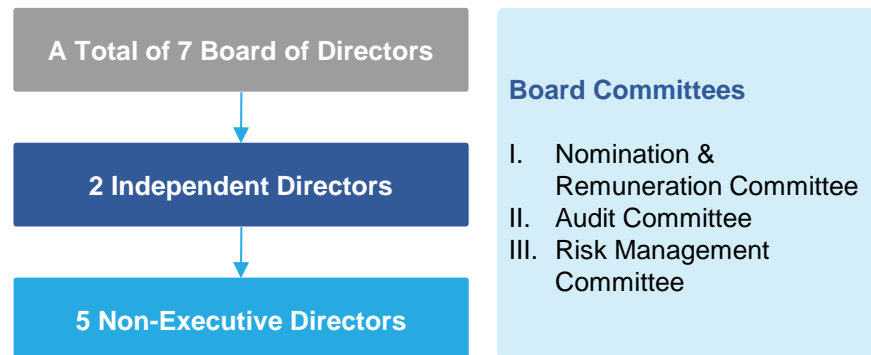 A Total of 7 Board of Directors
2 Independent Directors
5 Non-Executive Directors
Board Committees
I. Nomination &
Remuneration Committee
II. Audit Committee
III. Risk Management
Committee